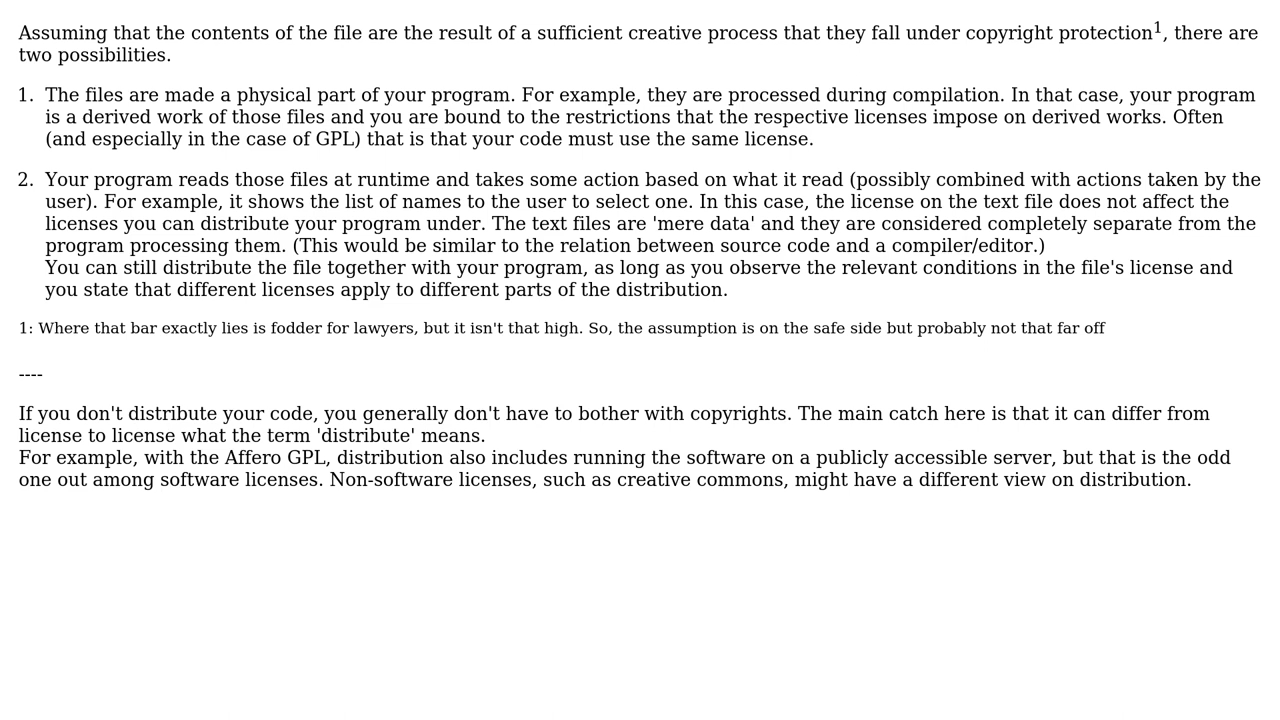 Assuming that the contents of the file are the result of a sufficient creative process that they fall under copyright protection1, there are
two possibilities.
1. The files are made a physical part of your program. For example, they are processed during compilation. In that case, your program
is a derived work of those files and you are bound to the restrictions that the respective licenses impose on derived works. Often
(and especially in the case of GPL) that is that your code must use the same license.
2. Your program reads those files at runtime and takes some action based on what it read (possibly combined with actions taken by the
user). For example, it shows the list of names to the user to select one. In this case, the license on the text file does not affect the
licenses you can distribute your program under. The text files are 'mere data' and they are considered completely separate from the
program processing them. (This would be similar to the relation between source code and a compiler/editor.)
You can still distribute the file together with your program, as long as you observe the relevant conditions in the file's license and
you state that different licenses apply to different parts of the distribution.
1: Where that bar exactly lies is fodder for lawyers, but it isn't that high. So, the assumption is on the safe side but probably not that far off
----
If you don't distribute your code, you generally don't have to bother with copyrights. The main catch here is that it can differ from
license to license what the term 'distribute' means.
For example, with the Affero GPL, distribution also includes running the software on a publicly accessible server, but that is the odd
one out among software licenses. Non-software licenses, such as creative commons, might have a different view on distribution.